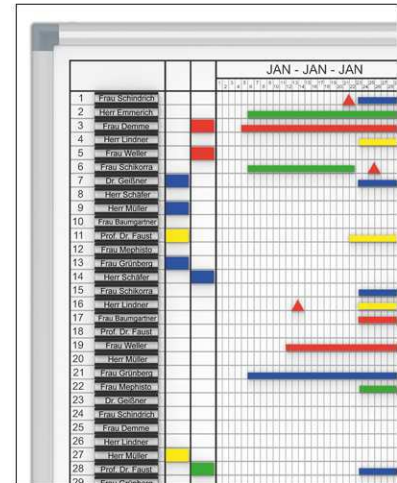 JAN - JAN - JAN
1 Frau Schindrich
2 Herr Emmerich
3 Frau Demme
4 Herr Lindner
5 Frau Weller
6 Frau Schikorra
7 Dr. Geißner
8 Herr Schäfer
9 Herr Müller
10 Frau Baumgartner
11 Prof. Dr. Faust
12 Frau Mephisto
13 Frau Grünberg
14 Herr Schäfer
15 Frau Schikorra
16 Herr Lindner
17 Frau Baumgartner
18 Prof. Dr. Faust
19 Frau Weller
20 Herr Müller
21 Frau Grünberg
22 Frau Mephisto
23 Dr. Geißner
24 Frau Schindrich
25 Frau Demme
26 Herr Lindner
27 Herr Müller
28 Prof. Dr. Faust
29 Frau Grünberg